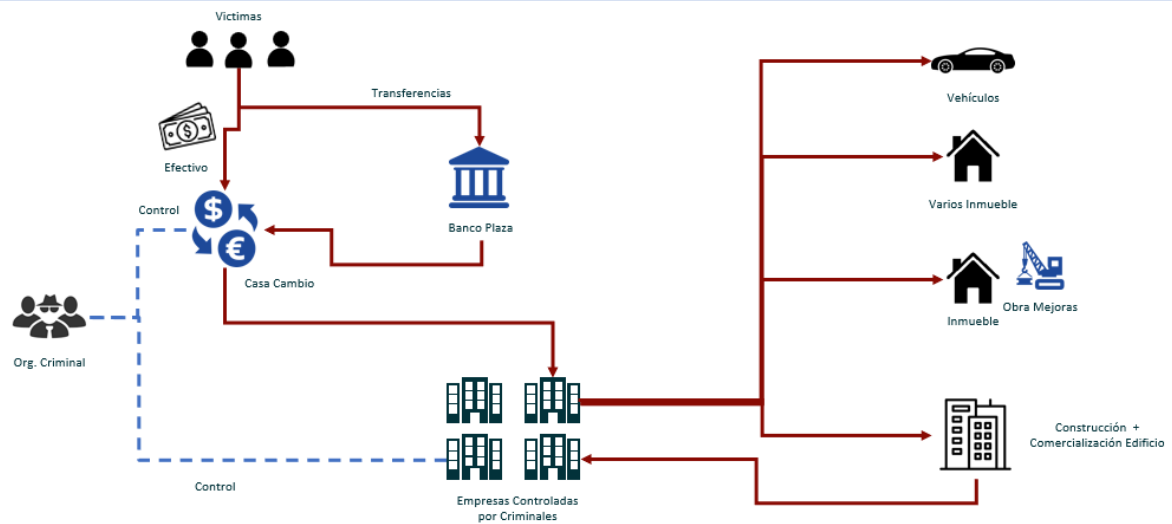 Victimas
Transferencias
Vehículos
Efectivo
Control
Banco Plaza
Varios Inmueble
Casa Cambio
Inmueble
Obra Mejoras
Org. Criminal
Construcción +
Comercialización Edificio
Control
Empresas Controladas
por Criminales